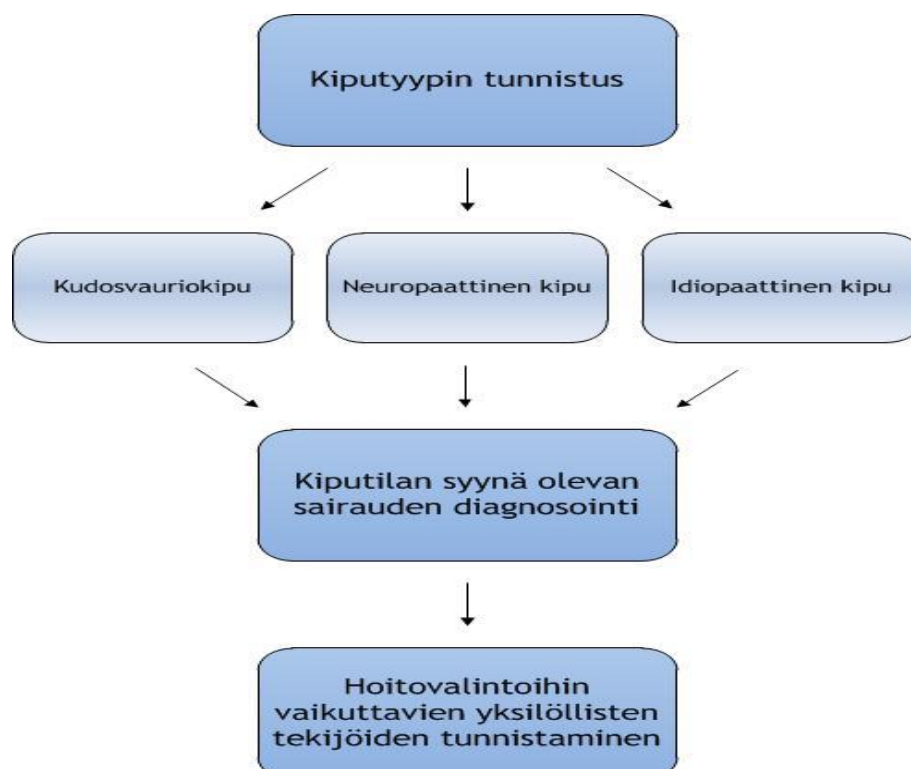 Kiputyypin tunnistus
Kudosvauriokipu
Neuropaattinen kipu
Idiopaattinen kipu
Kiputilan syynä olevan
sairauden diagnosointi
Hoitovalintoihin
vaikuttavien yksilöllisten
tekijöiden tunnistaminen